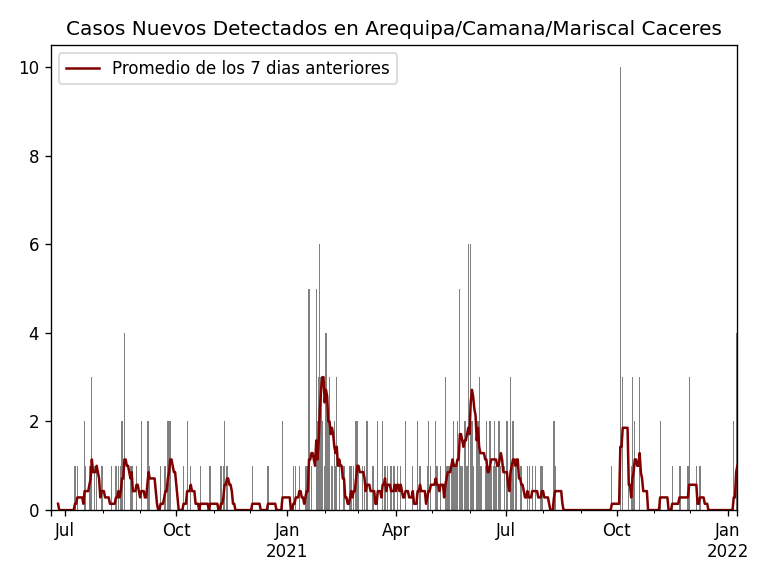 Casos Nuevos Detectados en Arequipa/Camana/Mariscal Caceres
Promedio de los 7 dias anteriores
10
8
6
4
2
0
Jul
Oct
Jan
2021
Apr
Jul
Oct
Jan
2022